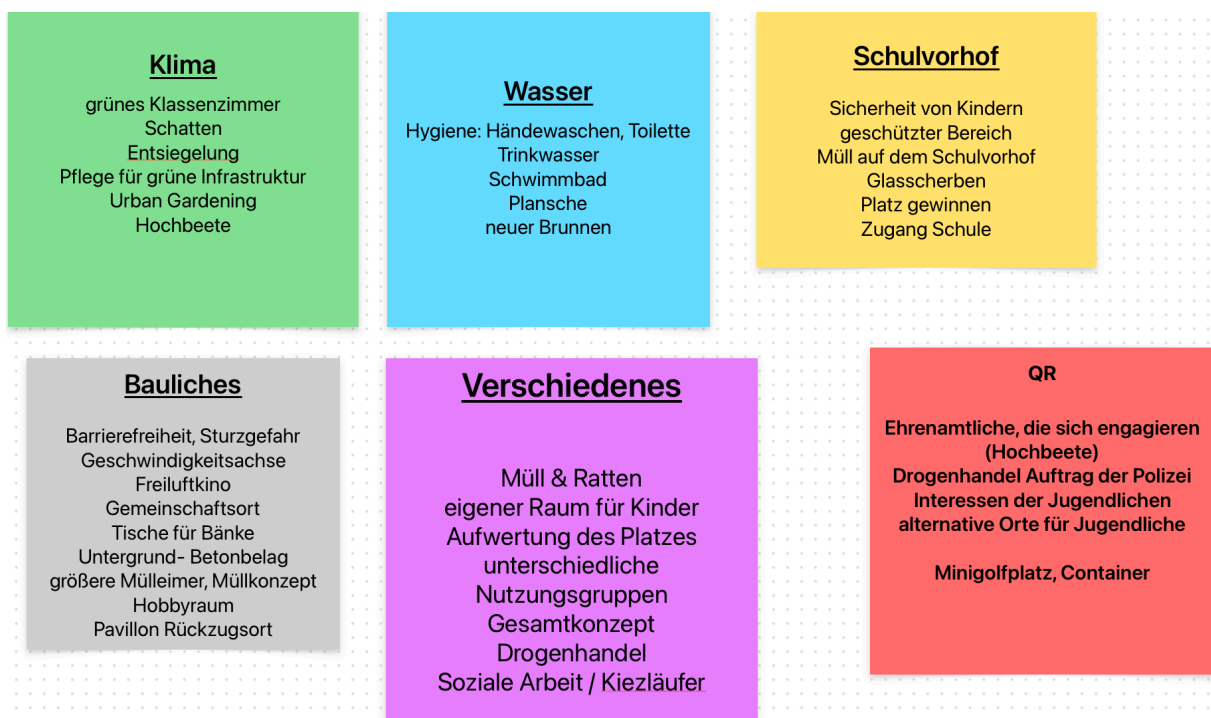 Klima
grünes Klassenzimmer
Schatten
Entsiegelung
Pflege für grüne Infrastruktur
Urban Gardening
Hochbeete
Wasser
Hygiene: Händewaschen, Toilette
Trinkwasser
Schwimmbad
Plansche
neuer Brunnen
Schulvorhof
Sicherheit von Kindern
geschützter Bereich
Müll auf dem Schulvorhof
Glasscherben
Platz gewinnen
Zugang Schule
Bauliches
Barrierefreiheit, Sturzgefahr
Geschwindigkeitsachse
Freiluftkino
Gemeinschaftsort
Tische für Bänke
Untergrund- Betonbelag
größere Mülleimer, Müllkonzept
Hobbyraum
Pavillon Rückzugsort
Verschiedenes
Müll & Ratten
eigener Raum für Kinder
Aufwertung des Platzes
unterschiedliche
Nutzungsgruppen
Gesamtkonzept
Drogenhandel
Soziale Arbeit / Kiezläufer
QR
Ehrenamtliche, die sich engagieren
(Hochbeete)
Drogenhandel Auftrag der Polizei
Interessen der Jugendlichen
alternative Orte für Jugendliche
Minigolfplatz, Container